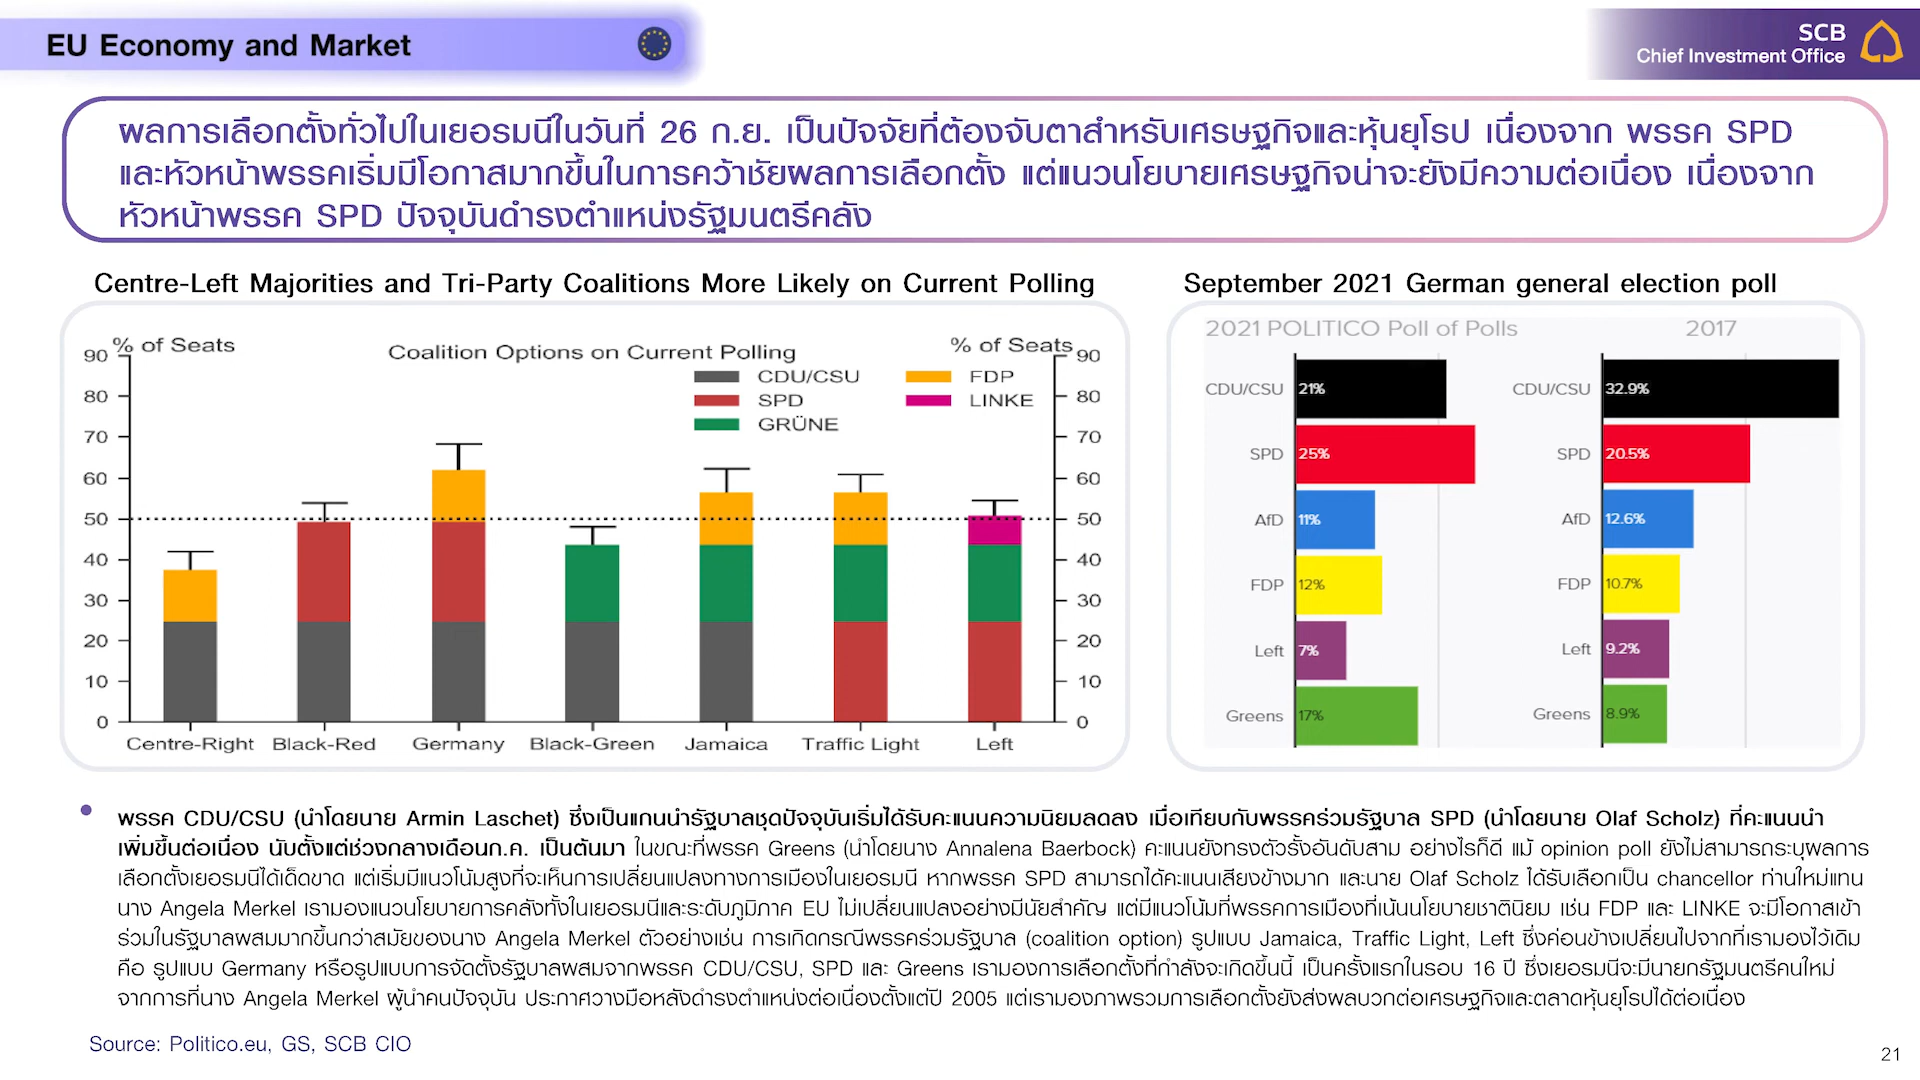 EU Economy and Market
SCB
Chief Investment Office
ผลการเลือกตั้งทั่วไปในเยอรมนีในวันที่ 26 ก.ย. เป็นปัจจัยที่ต้องจับตาสำหรับเศรษฐกิจและหุ้นยุโรป เนื่องจาก พรรค SPD
และหัวหน้าพรรคเริ่มมีโอกาสมากขึ้นในการคว้าชัยผลการเลือกตั้ง แต่แนวนโยบายเศรษฐกิจน่าจะยังมีความต่อเนื่อง เนื่องจาก
หัวหน้าพรรค SPD ปัจจุบันดำรงตำแหน่งรัฐมนตรีคลัง
Centre-Left Majorities and Tri-Party Coalitions More Likely on Current Polling
% of Seats
Coalition Options on Current Polling
% of Seats
CDU/CSU
SPD
GRÜNE
FDP
LINKE
90
80
70
60
50
40
30
20
10
0
90
80
70
60
50
40
30
20
10
0
Centre-Right Black-Red Germany Black-Green Jamaica Traffic Light Left
September 2021 German general election poll
2021 POLITICO Poll of Polls
CDU/CSU 21%
SPD 25%
AfD 11%
FDP 12%
Left 7%
Greens 17%
2017
CDU/CSU 32.9%
SPD 20.5%
AfD 12.6%
FDP 10.7%
Left 9.2%
Greens 8.9%
• พรรค CDU/CSU (นำโดยนาย Armin Laschet) ซึ่งเป็นแกนนำรัฐบาลชุดปัจจุบันเริ่มได้รับคะแนนความนิยมลดลง เมื่อเทียบกับพรรคร่วมรัฐบาล SPD (นำโดยนาย Olaf Scholz) ที่คะแนนนำ
เพิ่มขึ้นต่อเนื่อง นับตั้งแต่ช่วงกลางเดือนก.ค. เป็นต้นมา ในขณะที่พรรค Greens (นำโดยนาง Annalena Baerbock) คะแนนยังทรงตัวรั้งอันดับสาม อย่างไรก็ดี แม้ opinion poll ยังไม่สามารถระบุผลการ
เลือกตั้งเยอรมนีได้เด็ดขาด แต่เริ่มมีแนวโน้มสูงที่จะเห็นการเปลี่ยนแปลงทางการเมืองในเยอรมนี หากพรรค SPD สามารถได้คะแนนเสียงข้างมาก และนาย Olaf Scholz ได้รับเลือกเป็น chancellor ท่านใหม่แทน
นาง Angela Merkel เรามองแนวนโยบายการคลังทั้งในเยอรมนีและระดับภูมิภาค EU ไม่เปลี่ยนแปลงอย่างมีนัยสำคัญ แต่มีแนวโน้มที่พรรคการเมืองที่เน้นนโยบายชาตินิยม เช่น FDP และ LINKE จะมีโอกาสเข้า
ร่วมในรัฐบาลผสมมากขึ้นกว่าสมัยของนาง Angela Merkel ตัวอย่างเช่น การเกิดกรณีพรรคร่วมรัฐบาล (coalition option) รูปแบบ Jamaica, Traffic Light, Left ซึ่งค่อนข้างเปลี่ยนไปจากที่เรามองไว้เดิม
คือ รูปแบบ Germany หรือรูปแบบการจัดตั้งรัฐบาลผสมจากพรรค CDU/CSU, SPD และ Greens เรามองการเลือกตั้งที่กำลังจะเกิดขึ้นนี้ เป็นครั้งแรกในรอบ 16 ปี ซึ่งเยอรมนีจะมีนายกรัฐมนตรีคนใหม่
จากการที่นาง Angela Merkel ผู้นำคนปัจจุบัน ประกาศวางมือหลังดำรงตำแหน่งต่อเนื่องตั้งแต่ปี 2005 แต่เรามองภาพรวมการเลือกตั้งยังส่งผลบวกต่อเศรษฐกิจและตลาดหุ้นยุโรปได้ต่อเนื่อง
Source: Politico.eu, GS, SCB CIO
21